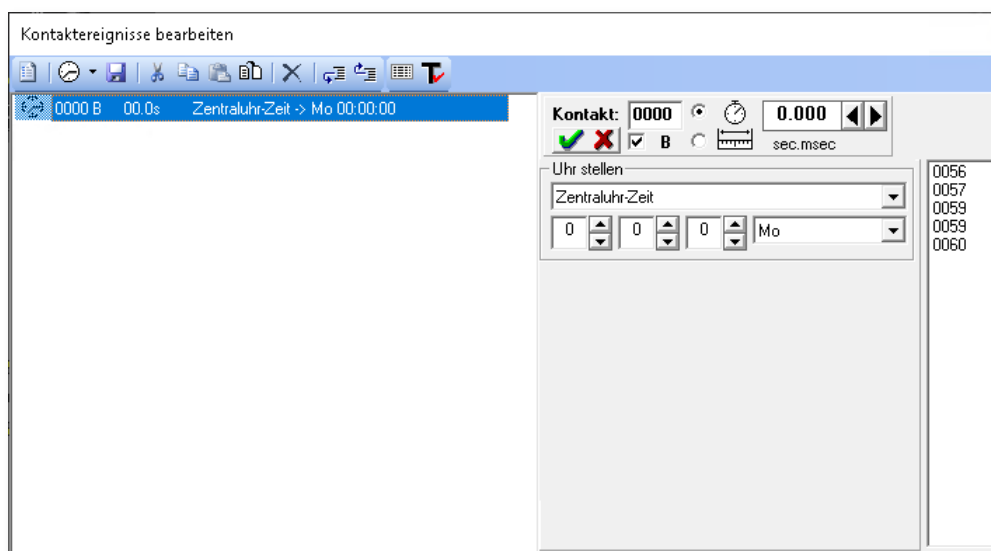 Kontaktereignisse bearbeiten
0000 B 00.0s Zentraluhr-Zeit -> Mo 00:00:00
Kontakt: 0000 0.000
B sec.msec
Uhr stellen
Zentraluhr-Zeit
0 0 0 Mo
0056
0057
0059
0059
0060